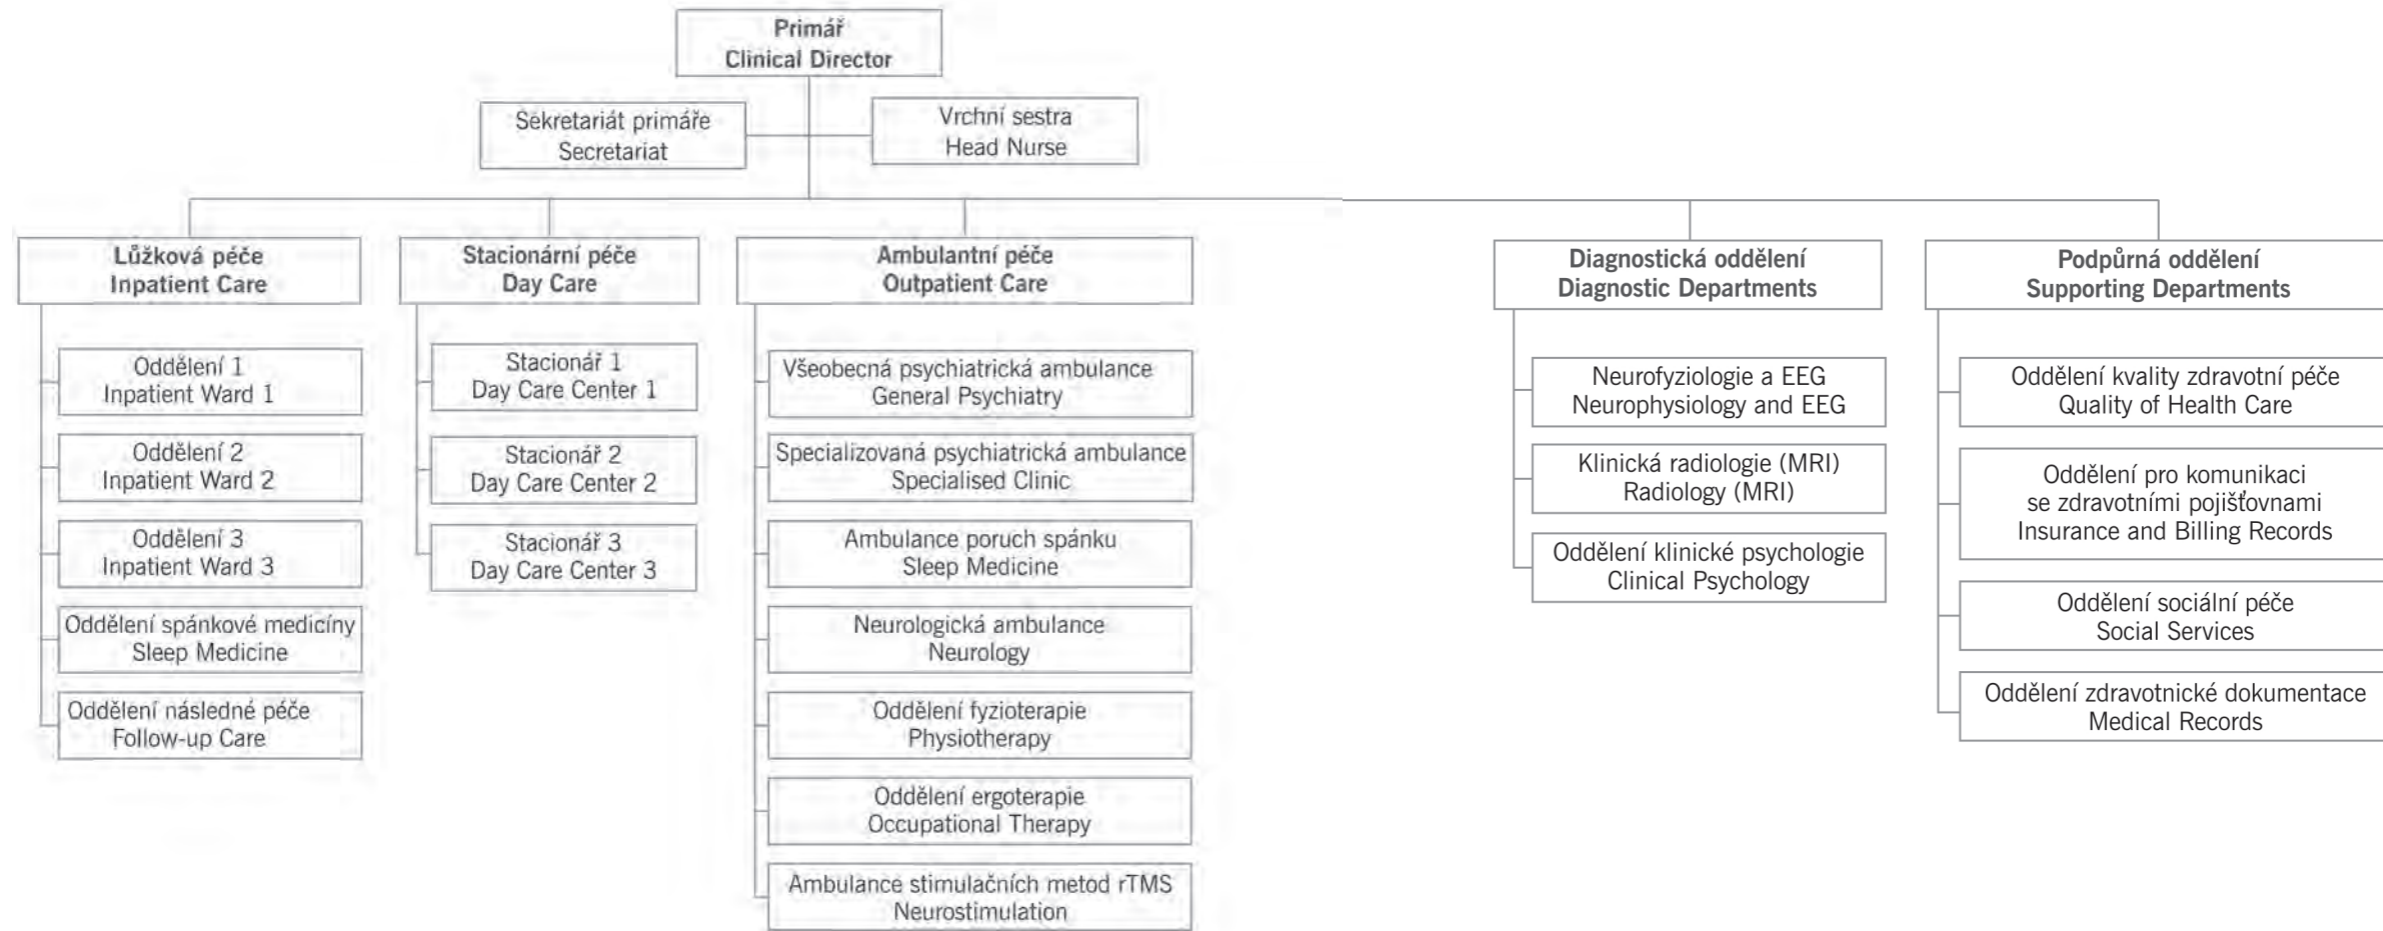 Primář
Clinical Director
Sekretariát primáře
Secretariat
Vrchní sestra
Head Nurse
Lůžková péče
Inpatient Care
Oddělení 1
Inpatient Ward 1
Oddělení 2
Inpatient Ward 2
Oddělení 3
Inpatient Ward 3
Oddělení spánkové medicíny
Sleep Medicine
Oddělení následné péče
Follow-up Care
Stacionární péče
Day Care
Stacionář 1
Day Care Center 1
Stacionář 2
Day Care Center 2
Stacionář 3
Day Care Center 3
Ambulantní péče
Outpatient Care
Všeobecná psychiatrická ambulance
General Psychiatry
Specializovaná psychiatrická ambulance
Specialised Clinic
Ambulance poruch spánku
Sleep Medicine
Neurologická ambulance
Neurology
Oddělení fyzioterapie
Physiotherapy
Oddělení ergoterapie
Occupational Therapy
Ambulance stimulačních metod rTMS
Neurostimulation
Diagnostická oddělení
Diagnostic Departments
Neurofyziologie a EEG
Neurophysiology and EEG
Klinická radiologie (MRI)
Radiology (MRI)
Oddělení klinické psychologie
Clinical Psychology
Podpůrná oddělení
Supporting Departments
Oddělení kvality zdravotní péče
Quality of Health Care
Oddělení pro komunikaci
se zdravotními pojišťovnami
Insurance and Billing Records
Oddělení sociální péče
Social Services
Oddělení zdravotnické dokumentace
Medical Records